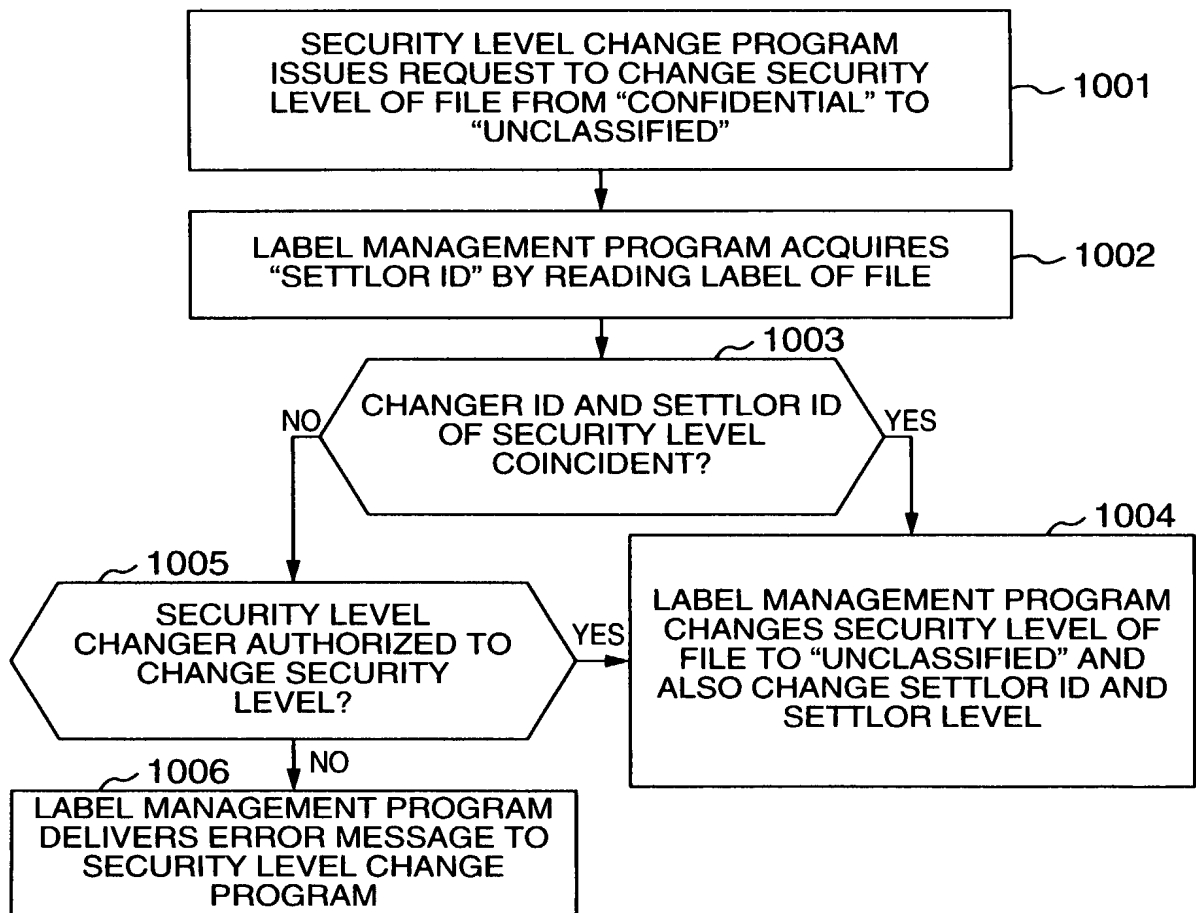 SECURITY LEVEL CHANGE PROGRAM
ISSUES REQUEST TO CHANGE SECURITY
LEVEL OF FILE FROM “CONFIDENTIAL” TO
“UNCLASSIFIED”
1001
LABEL MANAGEMENT PROGRAM ACQUIRES
“SETTLOR ID” BY READING LABEL OF FILE
1002
1003
CHANGER ID AND SETTLOR ID
OF SECURITY LEVEL
COINCIDENT?
NO
YES
1004
LABEL MANAGEMENT PROGRAM
CHANGES SECURITY LEVEL OF
FILE TO “UNCLASSIFIED” AND
ALSO CHANGE SETTLOR ID AND
SETTLOR LEVEL
1005
SECURITY LEVEL
CHANGER AUTHORIZED TO
CHANGE SECURITY
LEVEL?
YES
NO
1006
LABEL MANAGEMENT PROGRAM
DELIVERS ERROR MESSAGE TO
SECURITY LEVEL CHANGE
PROGRAM